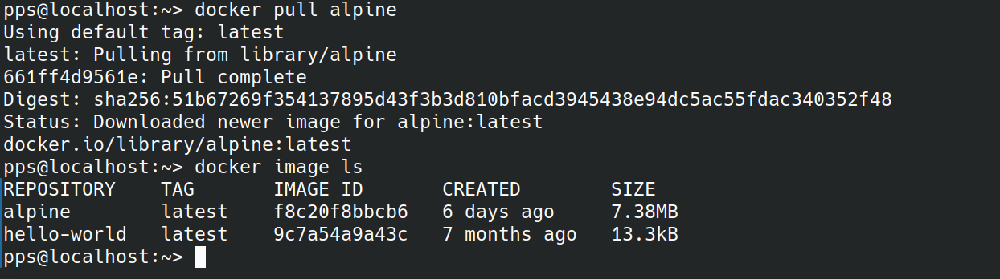 pps@localhost:~> docker pull alpine
Using default tag: latest
latest: Pulling from library/alpine
661ff4d9561e: Pull complete
Digest: sha256:51b67269f354137895d43f3b3d810bfacd3945438e94dc5ac55fdac340352f48
Status: Downloaded newer image for alpine:latest
docker.io/library/alpine:latest
pps@localhost:~> docker image ls
REPOSITORY    TAG       IMAGE ID       CREATED        SIZE
alpine        latest    f8c20f8bbcb6   6 days ago     7.38MB
hello-world   latest    9c7a54a9a43c   7 months ago   13.3kB
pps@localhost:~>